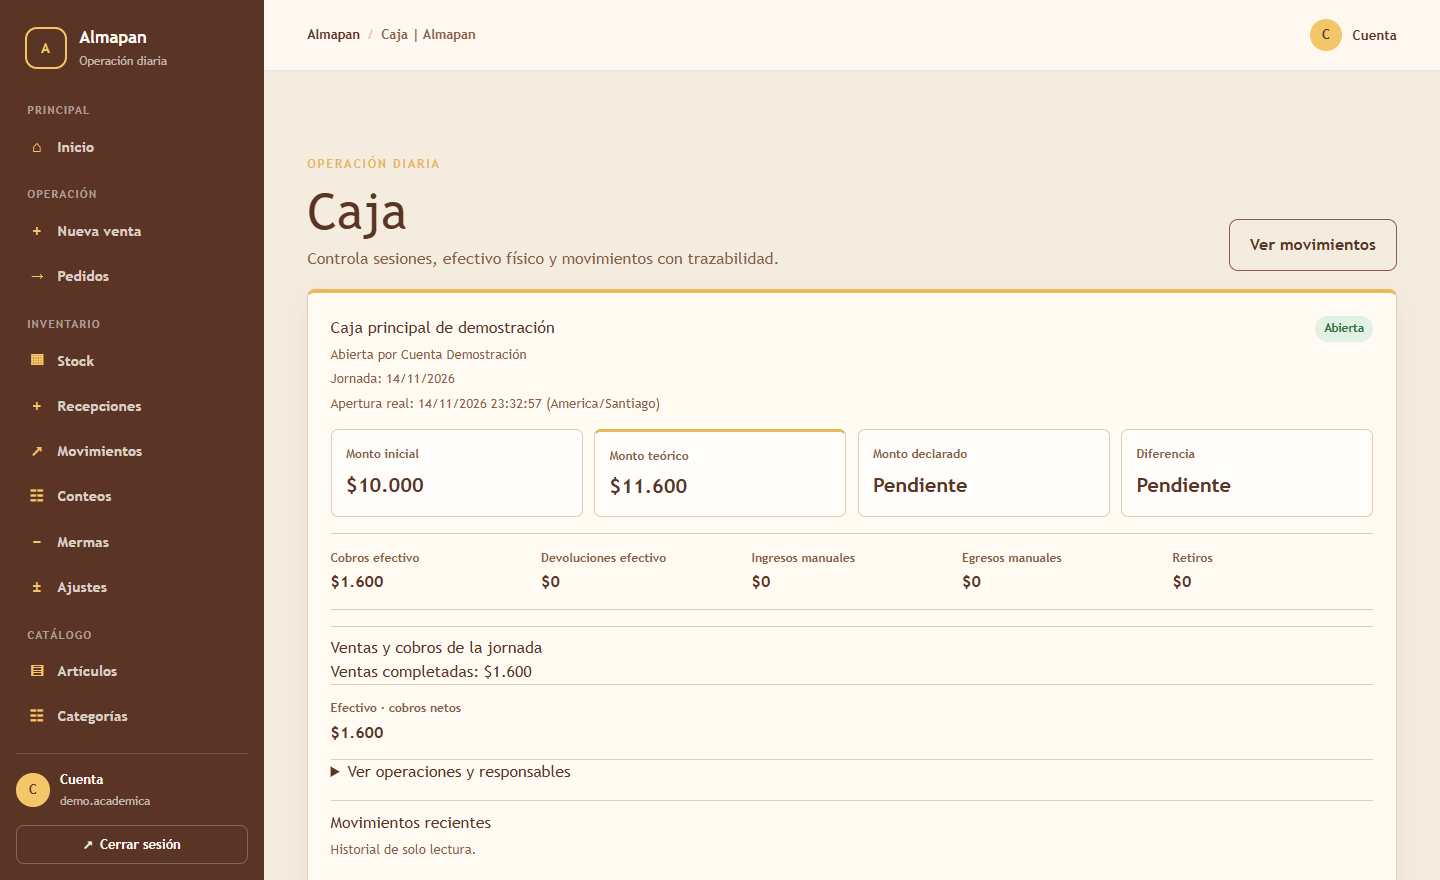 A
Almapan
Operación diaria
PRINCIPAL
Inicio
OPERACIÓN
+ Nueva venta
→ Pedidos
INVENTARIO
Stock
+ Recepciones
↗ Movimientos
Conteos
− Mermas
± Ajustes
CATÁLOGO
Artículos
Categorías
C
Cuenta
demo.academica
↗ Cerrar sesión
Almapan / Caja | Almapan
C Cuenta
OPERACIÓN DIARIA
Caja
Controla sesiones, efectivo físico y movimientos con trazabilidad.
Ver movimientos
Caja principal de demostración
Abierta
Abierta por Cuenta Demostración
Jornada: 14/11/2026
Apertura real: 14/11/2026 23:32:57 (America/Santiago)
Monto inicial
$10.000
Monto teórico
$11.600
Monto declarado
Pendiente
Diferencia
Pendiente
Cobros efectivo
$1.600
Devoluciones efectivo
$0
Ingresos manuales
$0
Egresos manuales
$0
Retiros
$0
Ventas y cobros de la jornada
Ventas completadas: $1.600
Efectivo · cobros netos
$1.600
▶ Ver operaciones y responsables
Movimientos recientes
Historial de solo lectura.